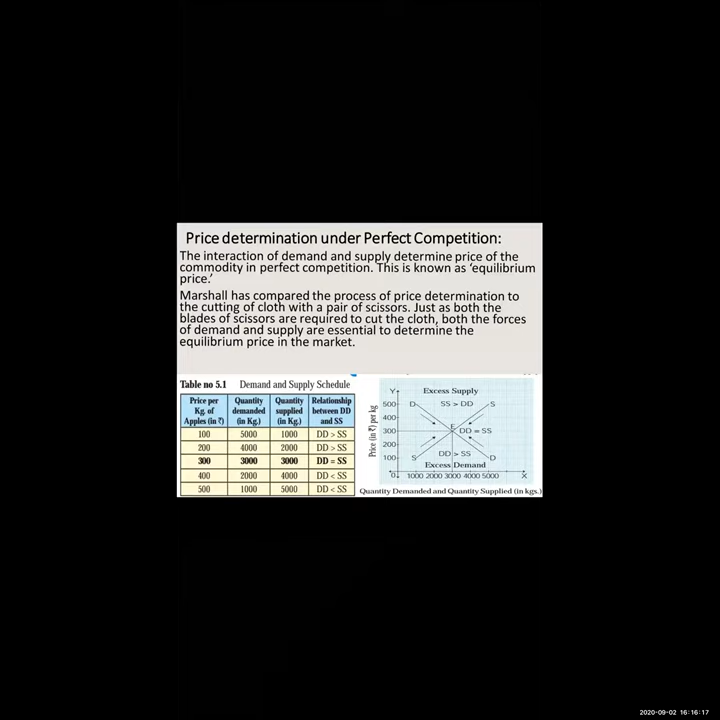 Price determination under Perfect Competition:
The interaction of demand and supply determine price of the
commodity in perfect competition. This is known as 'equilibrium
price.'
Marshall has compared the process of price determination to
the cutting of cloth with a pair of scissors. Just as both the
blades of scissors are required to cut the cloth, both the forces
of demand and supply are essential to determine the
equilibrium price in the market.
Table no 5.1 Demand and Supply Schedule
Price per Kg. of Apples (in ₹) Quantity demanded (in Kg.) Quantity supplied (in Kg.) Relationship between DD and SS
100 5000 1000 DD > SS
200 4000 2000 DD > SS
300 3000 3000 DD = SS
400 2000 4000 DD < SS
500 1000 5000 DD < SS
Y
Excess Supply
500 D SS > DD S
400
E
300 DD = SS
200
DD > SS
100 S D
Excess Demand
0 1000 2000 3000 4000 5000 X
Price (in ₹) per kg
Quantity Demanded and Quantity Supplied (in kgs.)
2020-09-02 16:16:17